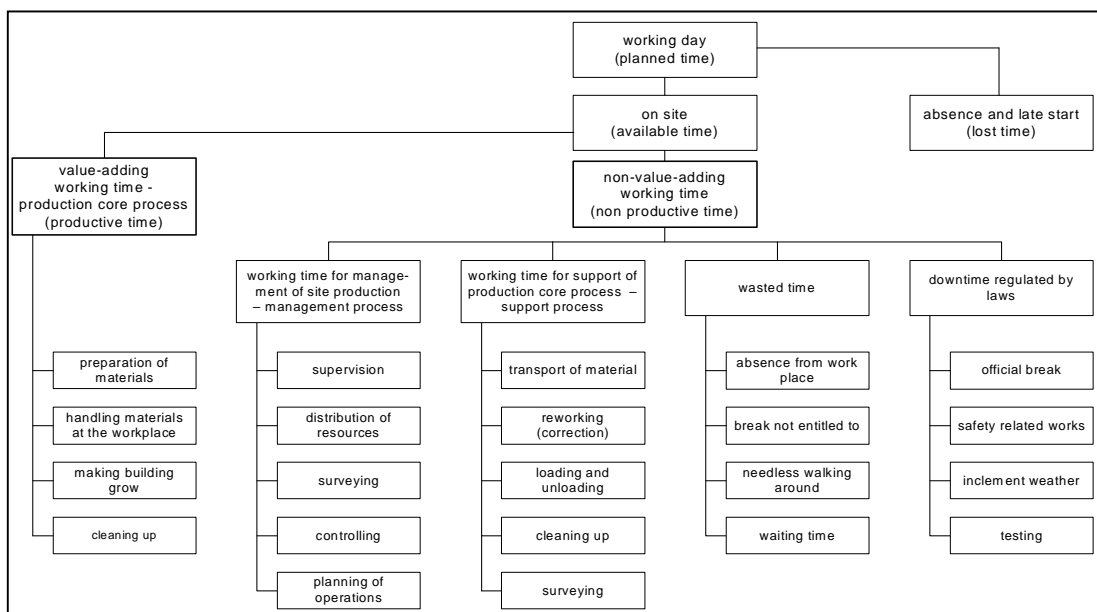 working day
(planned time)
on site
(available time)
absence and late start
(lost time)
value-adding
working time -
production core process
(productive time)
non-value-adding
working time
(non productive time)
working time for manage-
ment of site production
– management process
working time for support of
production core process –
support process
wasted time
downtime regulated by
laws
preparation of
materials
handling materials
at the workplace
making building
grow
cleaning up
supervision
distribution of
resources
surveying
controlling
planning of
operations
transport of material
reworking
(correction)
loading and
unloading
cleaning up
surveying
absence from work
place
break not entitled to
needless walking
around
waiting time
official break
safety related works
inclement weather
testing